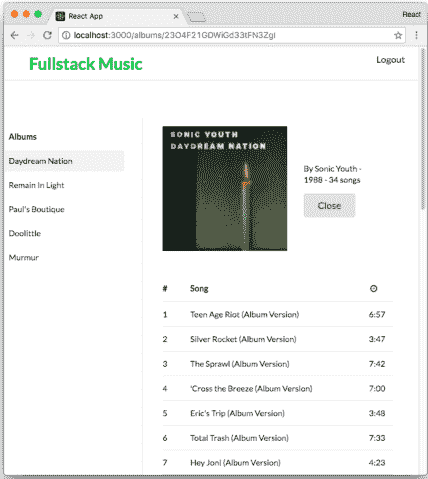 React App
React
localhost:3000/albums/23O4F21GDWiGd33tFN3Zgl
Fullstack Music
Logout
Albums
Daydream Nation
Remain In Light
Paul's Boutique
Doolittle
Murmur
SONIC YOUTH
DAYDREAM NATION
By Sonic Youth -
1988 - 34 songs
Close
# Song
1 Teen Age Riot (Album Version) 6:57
2 Silver Rocket (Album Version) 3:47
3 The Sprawl (Album Version) 7:42
4 'Cross the Breeze (Album Version) 7:00
5 Eric's Trip (Album Version) 3:48
6 Total Trash (Album Version) 7:33
7 Hey Joni (Album Version) 4:23